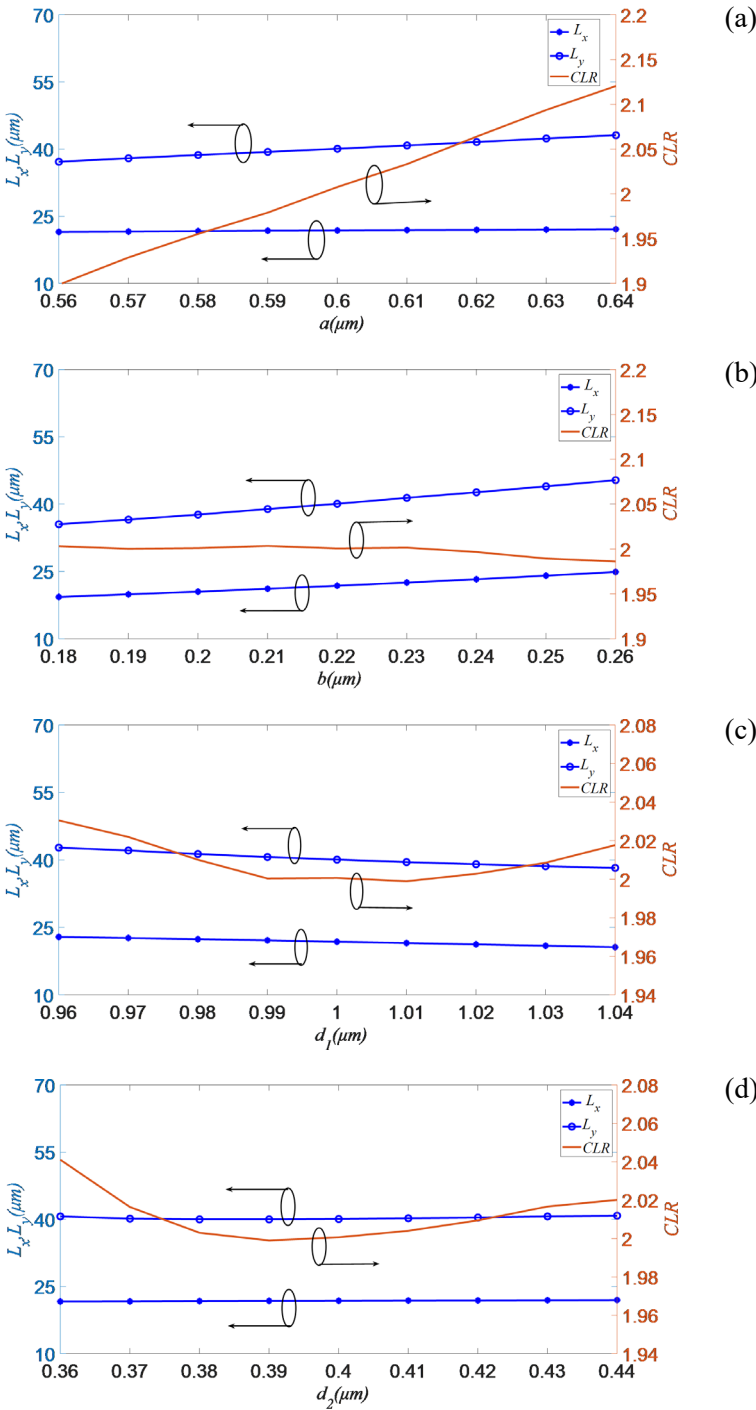 (a)
70
55
40
25
10
L_x,L_y(μm)
2.2
2.15
2.1
2.05
2
1.95
1.9
CLR
L_x
L_y
CLR
0.56 0.57 0.58 0.59 0.6 0.61 0.62 0.63 0.64
a(μm)
(b)
70
55
40
25
10
L_x,L_y(μm)
2.2
2.15
2.1
2.05
2
1.95
1.9
CLR
L_x
L_y
CLR
0.18 0.19 0.2 0.21 0.22 0.23 0.24 0.25 0.26
b(μm)
(c)
70
55
40
25
10
L_x,L_y(μm)
2.08
2.06
2.04
2.02
2
1.98
1.96
1.94
CLR
L_x
L_y
CLR
0.96 0.97 0.98 0.99 1 1.01 1.02 1.03 1.04
d_1(μm)
(d)
70
55
40
25
10
L_x,L_y(μm)
2.08
2.06
2.04
2.02
2
1.98
1.96
1.94
CLR
L_x
L_y
CLR
0.36 0.37 0.38 0.39 0.4 0.41 0.42 0.43 0.44
d_2(μm)